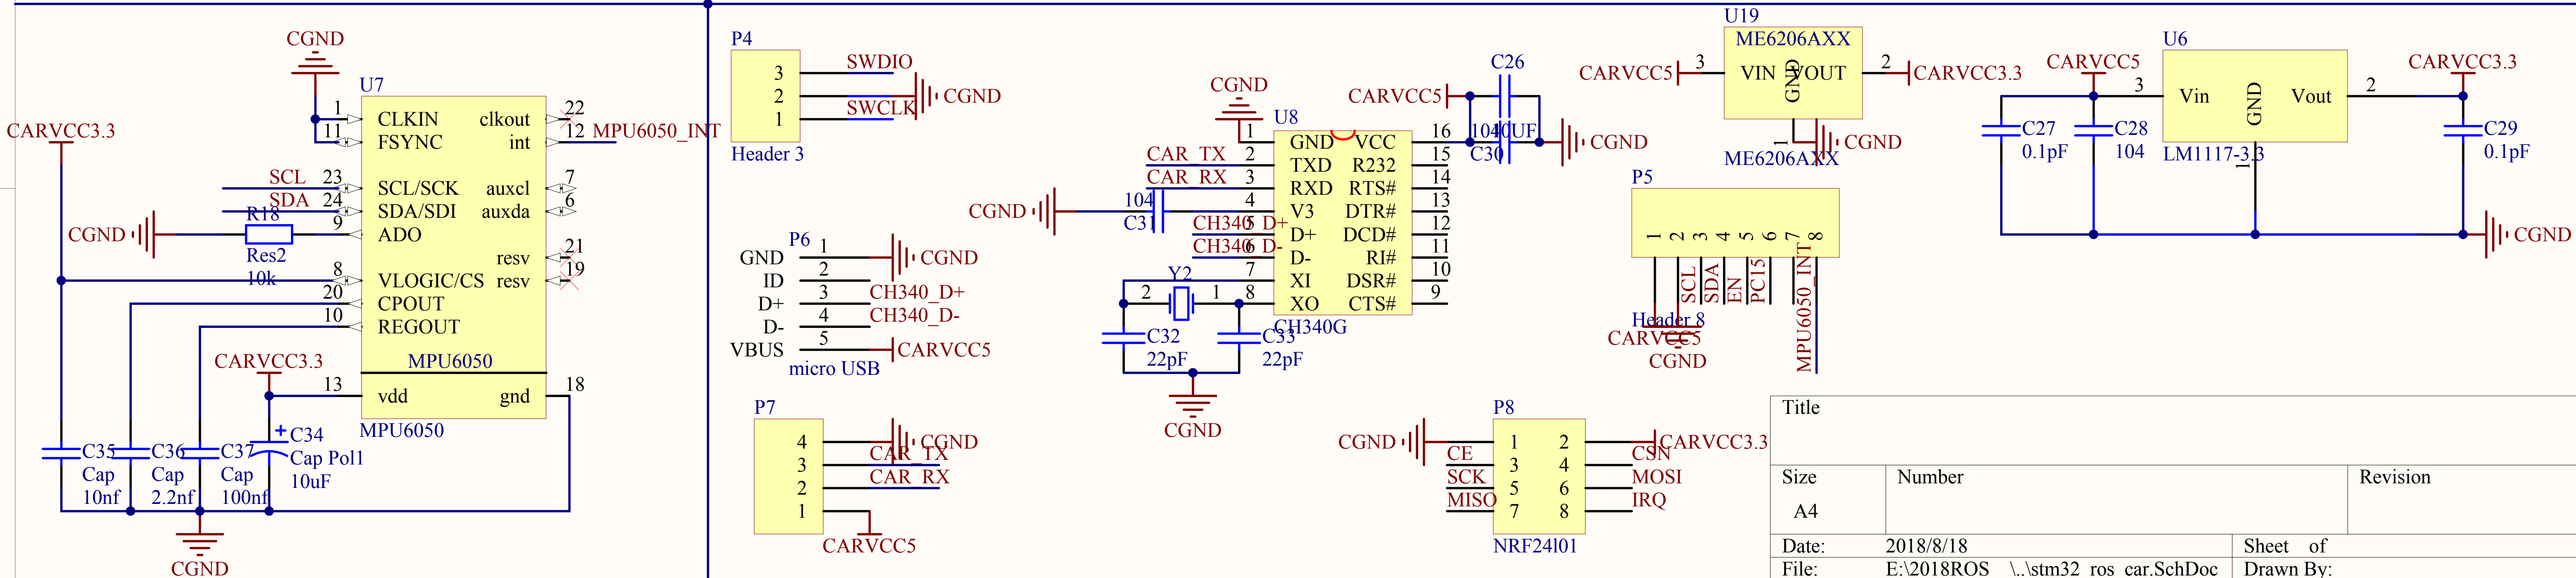 CGND
U7
CARVCC3.3
1 CLKIN clkout 22
11 FSYNC int 12 MPU6050_INT
SCL 23 SCL/SCK auxcl 7
SDA 24 SDA/SDI auxda 6
R18
CGND 9 ADO
Res2
10k
resv 21
8 VLOGIC/CS resv 19
20 CPOUT
10 REGOUT
MPU6050
CARVCC3.3
13 vdd gnd 18
MPU6050
C35
Cap
10nf
C36
Cap
2.2nf
C37
Cap
100nf
+ C34
Cap Pol1
10uF
CGND
P4
3 SWDIO
2 CGND
1 SWCLK
Header 3
P6
GND 1 CGND
ID 2
D+ 3 CH340_D+
D- 4 CH340_D-
VBUS 5 CARVCC5
micro USB
P7
4 CGND
3 CAR_TX
2 CAR_RX
1
CARVCC5
CGND
U8
CARVCC5
C26
104
10UF
C30
CGND
1 GND VCC 16
CAR_TX 2 TXD R232 15
CAR_RX 3 RXD RTS# 14
CGND 104 4 V3 DTR# 13
C31
CH340_D+ 5 D+ DCD# 12
CH340_D- 6 D- RI# 11
7 XI DSR# 10
8 XO CTS# 9
CH340G
Y2
2 1
C32
22pF
C33
22pF
CGND
U19
ME6206AXX
CARVCC5 3 VIN VOUT 2 CARVCC3.3
GND
1 CGND
ME6206AXX
P5
1 2 3 4 5 6 7 8
SCL
SDA
EN
PC15
MPU6050_INT
Header 8
CARVCC5
CGND
P8
CGND 1 2 CARVCC3.3
CE 3 4 CSN
SCK 5 6 MOSI
MISO 7 8 IRQ
NRF24l01
U6
CARVCC5
CARVCC3.3
3 Vin GND Vout 2
LM1117-3.3
1
C27
0.1pF
C28
104
C29
0.1pF
CGND
Title
Size Number Revision
A4
Date: 2018/8/18 Sheet of
File: E:\2018ROS \..\stm32_ros_car.SchDoc Drawn By: